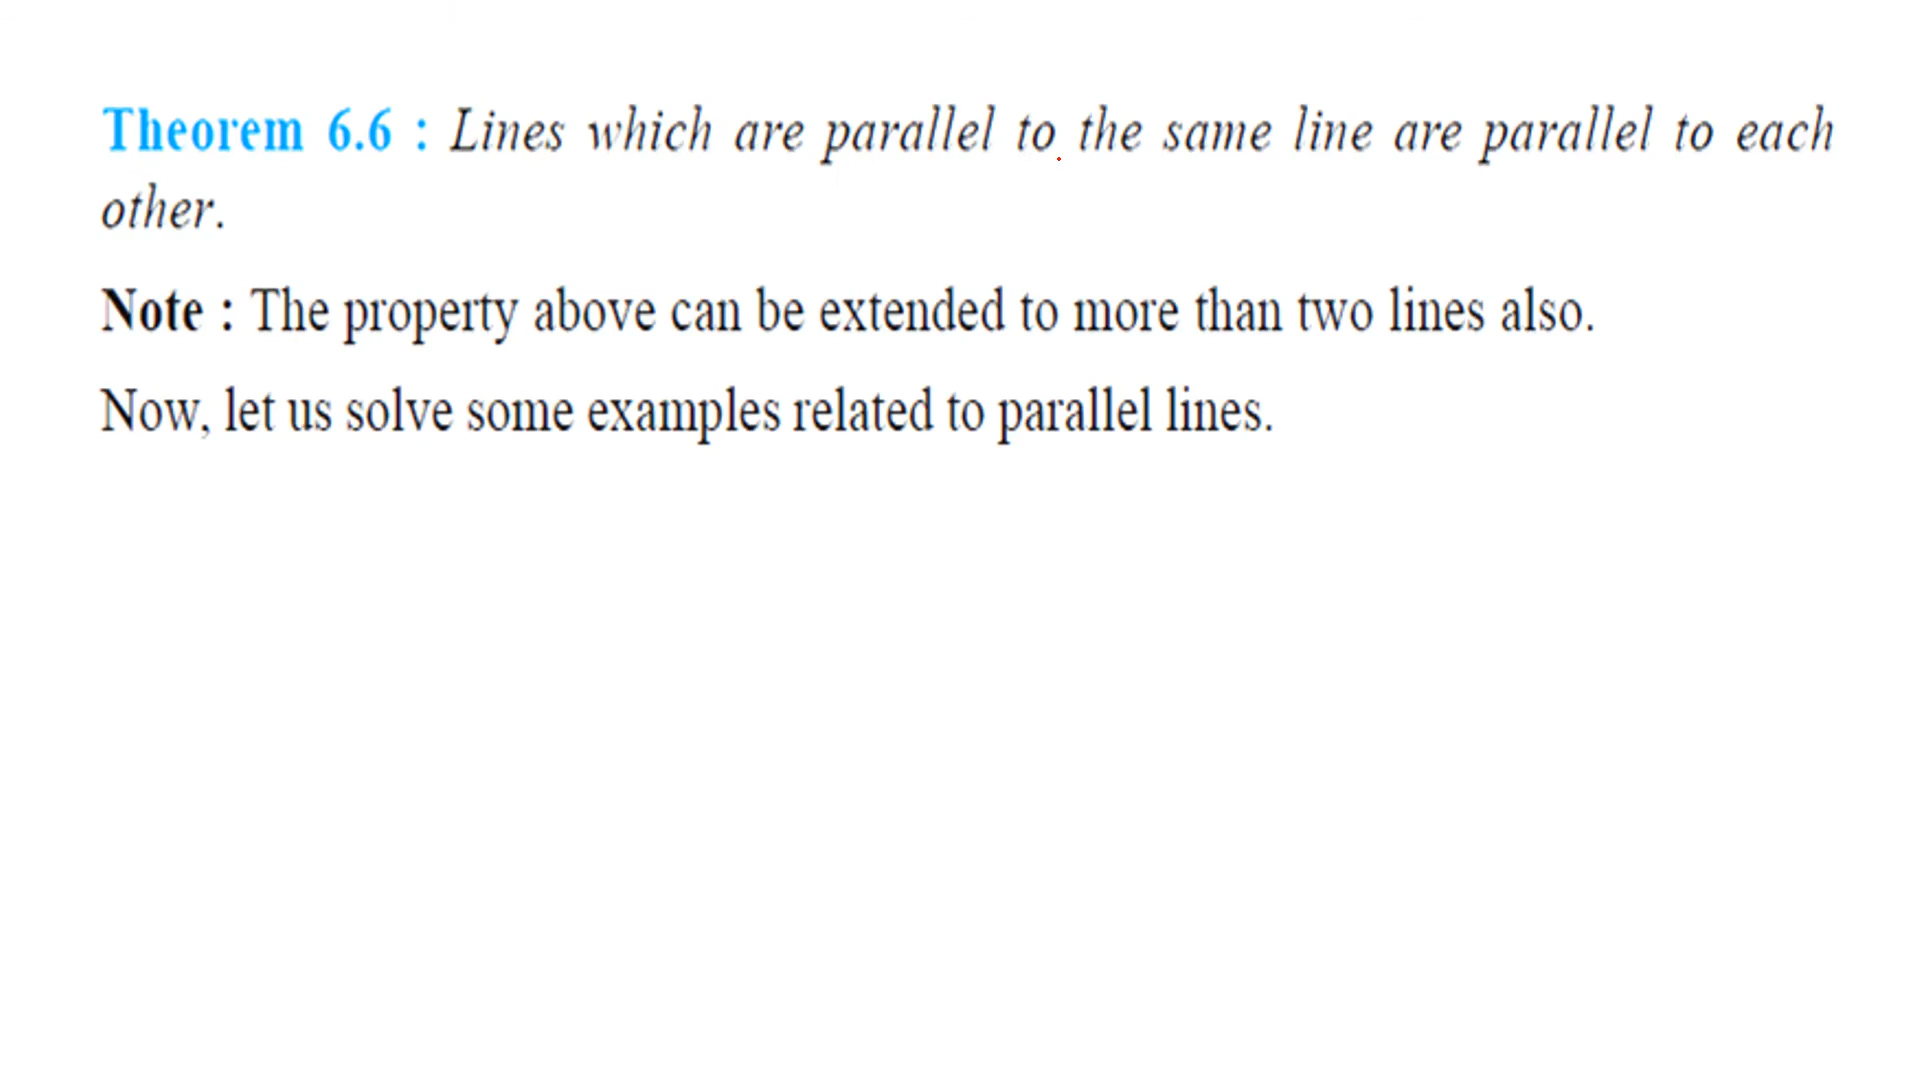 Theorem 6.6 : Lines which are parallel to the same line are parallel to each
other.
Note : The property above can be extended to more than two lines also.
Now, let us solve some examples related to parallel lines.